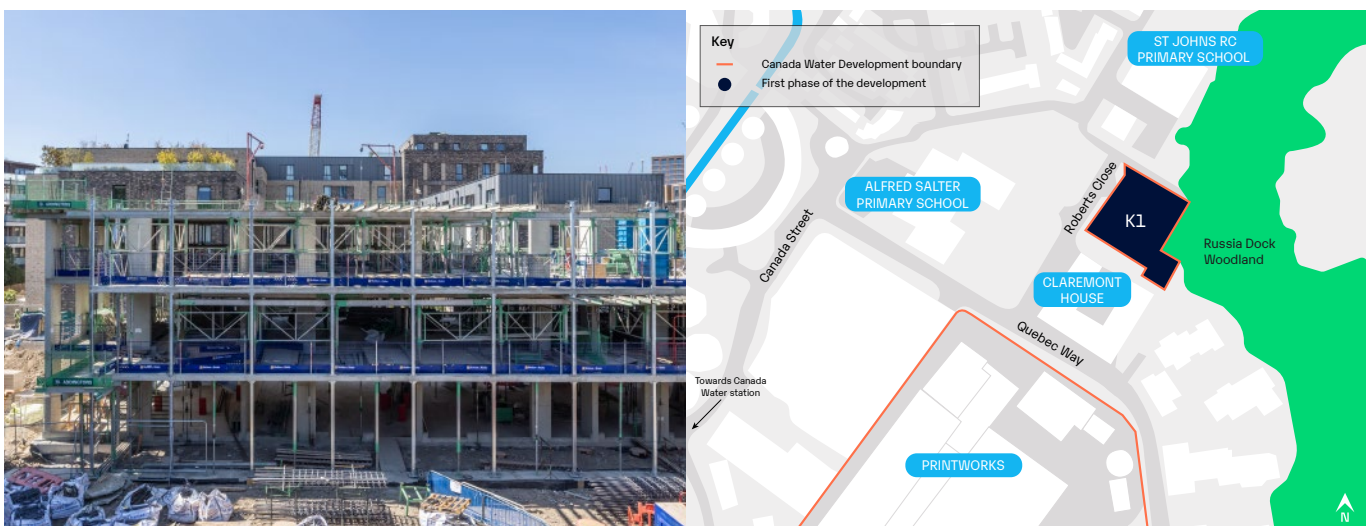 Key
Canada Water Development boundary
First phase of the development
ST JOHNS RC
PRIMARY SCHOOL
ALFRED SALTER
PRIMARY SCHOOL
Roberts Close
K1
Canada Street
Russia Dock
Woodland
CLAREMONT
HOUSE
Quebec Way
Towards Canada
Water station
PRINTWORKS
N